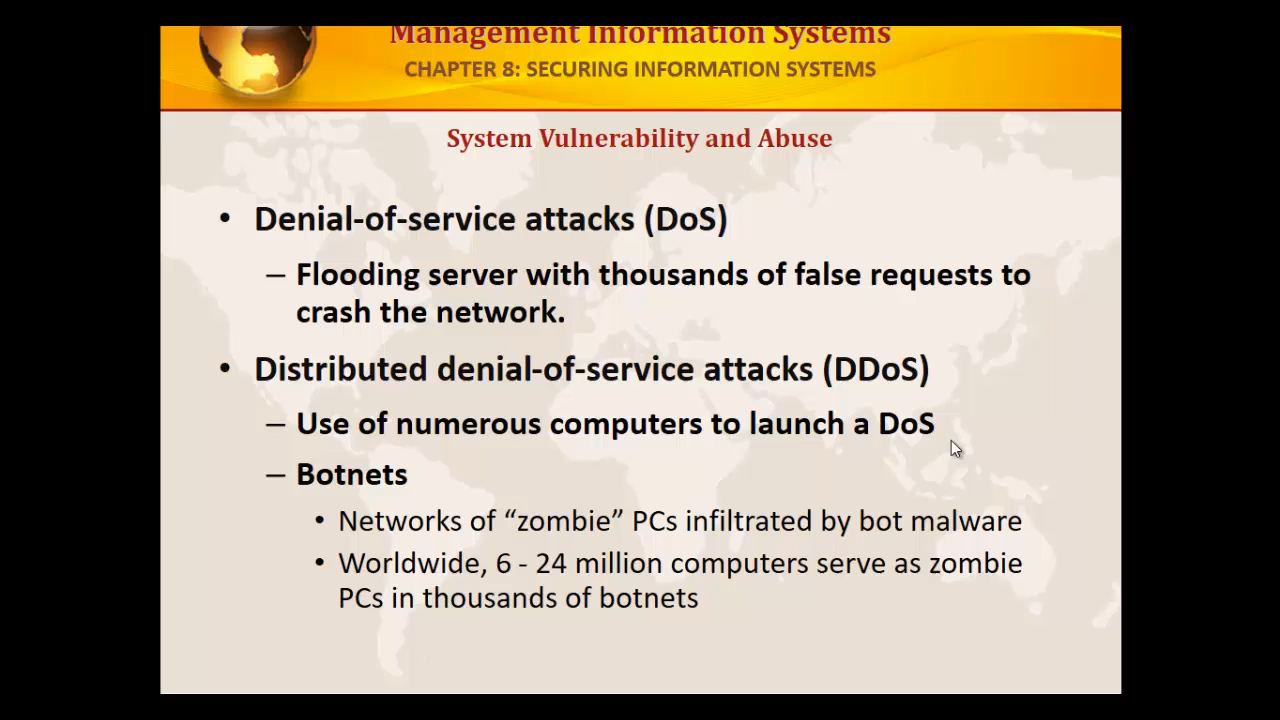 Management Information Systems
CHAPTER 8: SECURING INFORMATION SYSTEMS
System Vulnerability and Abuse
• Denial-of-service attacks (DoS)
– Flooding server with thousands of false requests to
crash the network.
• Distributed denial-of-service attacks (DDoS)
– Use of numerous computers to launch a DoS
– Botnets
• Networks of “zombie” PCs infiltrated by bot malware
• Worldwide, 6 - 24 million computers serve as zombie
PCs in thousands of botnets